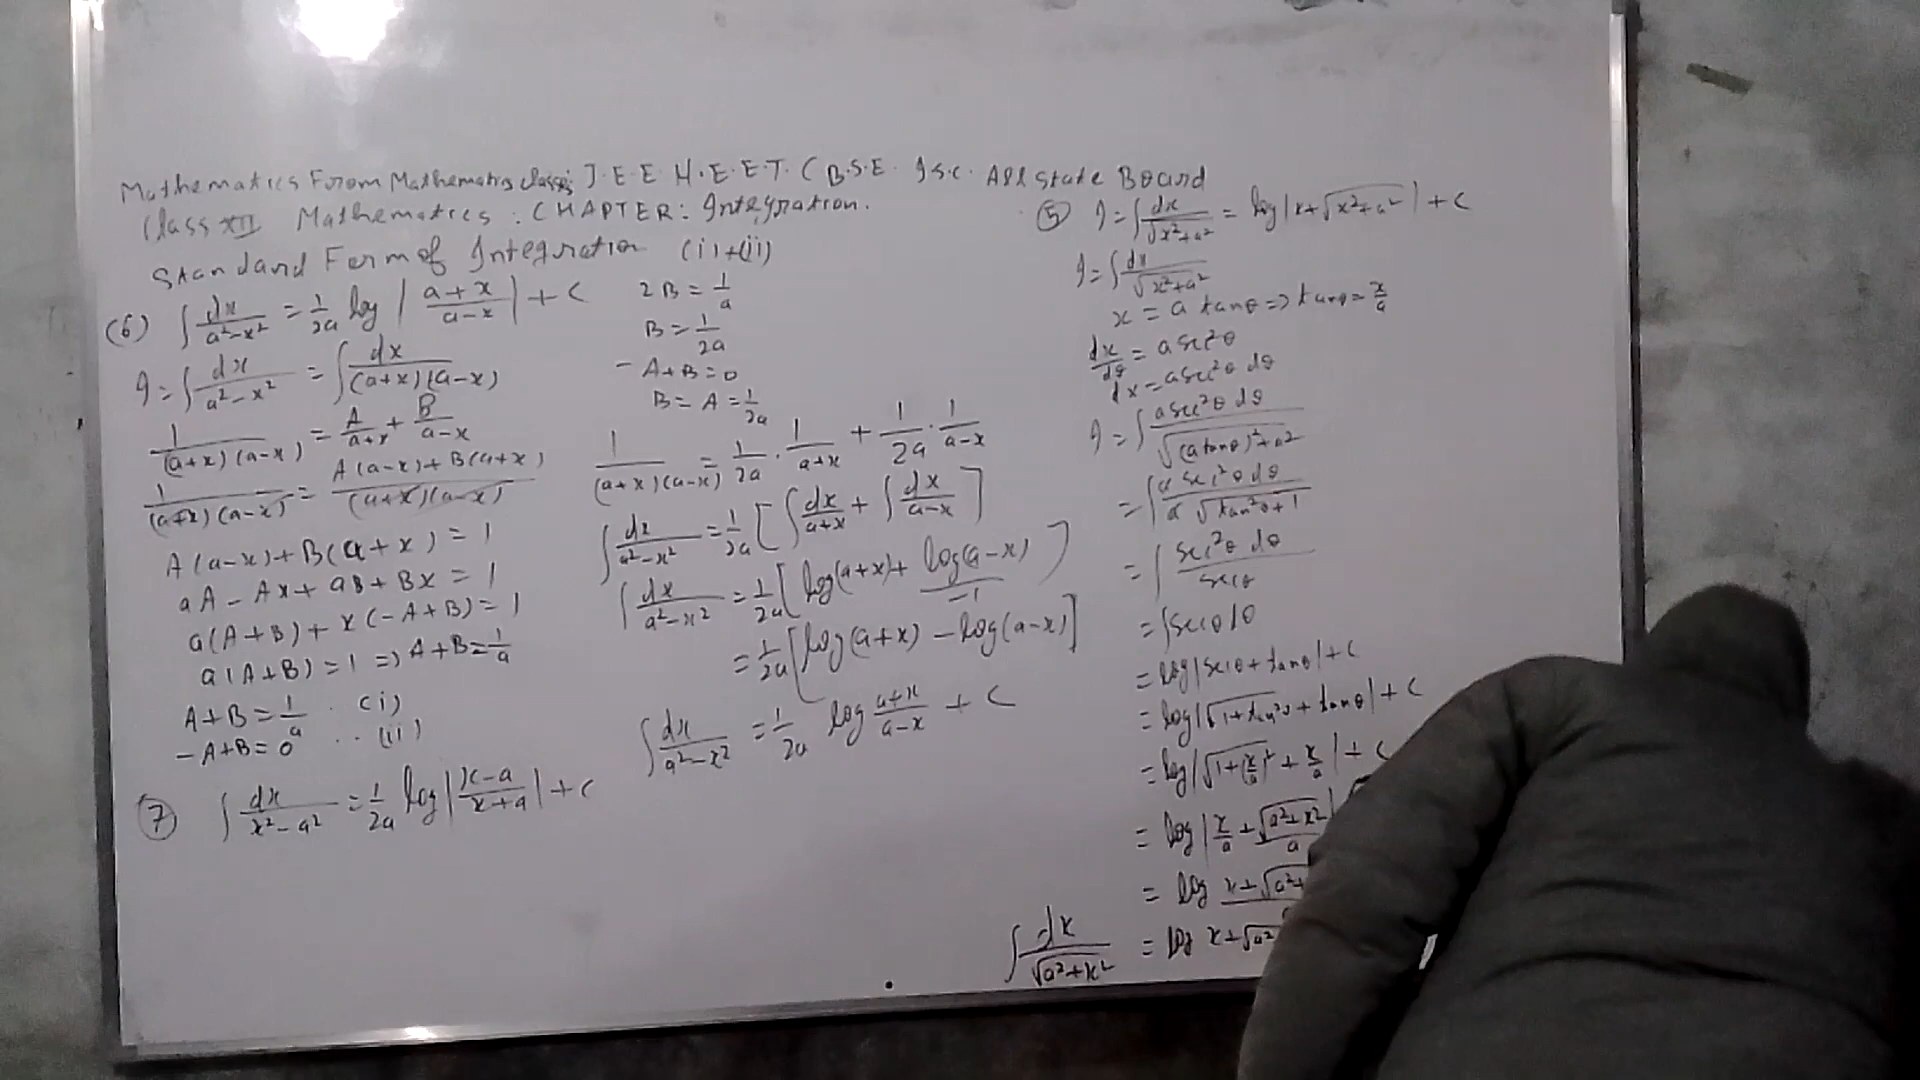 Mathematics From Mathematics classes J.E.E N.E.E.T. CBSE. ISC. All State Board
Class XII Mathematics : CHAPTER: Integration.
Standard Form of Integration (i)+(ii)
(6) ∫ dx/(a²-x²) = 1/2a log |(a+x)/(a-x)| + C
I = ∫ dx/(a²-x²) = ∫ dx/((a+x)(a-x))
1/((a+x)(a-x)) = A/(a+x) + B/(a-x)
1/((a+x)(a-x)) = (A(a-x)+B(a+x))/((a+x)(a-x))
A(a-x)+B(a+x) = 1
aA-Ax+aB+Bx = 1
a(A+B)+x(-A+B) = 1
a(A+B) = 1 => A+B = 1/a
A+B = 1/a . (i)
-A+B = 0 .. (ii)
(7) ∫ dx/(x²-a²) = 1/2a log |(x-a)/(x+a)| + C
2B = 1/a
B = 1/2a
-A+B = 0
B = A = 1/2a
1/((a+x)(a-x)) = 1/2a . 1/(a+x) + 1/2a . 1/(a-x)
∫ dx/(a²-x²) = 1/2a [∫ dx/(a+x) + ∫ dx/(a-x)]
∫ dx/(a²-x²) = 1/2a [log(a+x) + log(a-x)/-1]
= 1/2a [log(a+x) - log(a-x)]
∫ dx/(a²-x²) = 1/2a log (a+x)/(a-x) + C
(5) I = ∫ dx/√(x²+a²) = log|x+√(x²+a²)| + C
I = ∫ dx/√(x²+a²)
x = a tanθ => tanθ = x/a
dx/dθ = a sec²θ
dx = a sec²θ dθ
I = ∫ a sec²θ dθ/√((a tanθ)²+a²)
= ∫ a sec²θ dθ/(a √(tan²θ+1))
= ∫ sec²θ dθ/secθ
= ∫ secθ dθ
= log|secθ+tanθ|+C
= log|√(1+tan²θ)+tanθ|+C
= log|√(1+(x/a)²)+x/a|+C
= log|x/a+√(a²+x²)/a|
= log x+√a²+
∫ dx/√(a²+x²) = log x+√a²